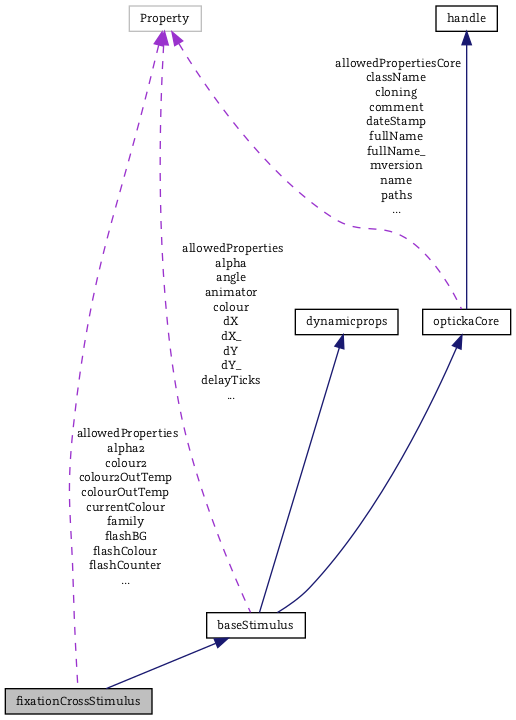 Property
handle
allowedPropertiesCore
className
cloning
comment
dateStamp
fullName
fullName_
mversion
name
paths
...
allowedProperties
alpha
angle
animator
colour
dX
dX_
dY
dY_
delayTicks
...
dynamicprops
optickaCore
allowedProperties
alpha2
colour2
colour2OutTemp
colourOutTemp
currentColour
family
flashBG
flashColour
flashCounter
...
baseStimulus
fixationCrossStimulus